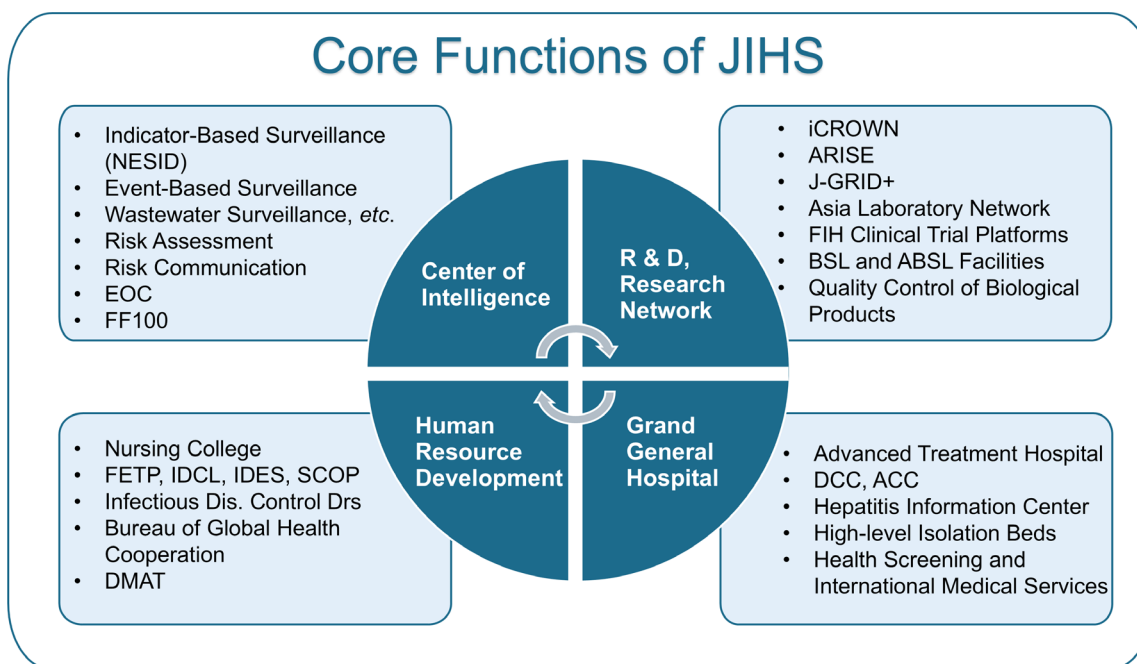 Core Functions of JIHS
• Indicator-Based Surveillance
(NESID)
• Event-Based Surveillance
• Wastewater Surveillance, etc.
• Risk Assessment
• Risk Communication
• EOC
• FF100
• iCROWN
• ARISE
• J-GRID+
• Asia Laboratory Network
• FIH Clinical Trial Platforms
• BSL and ABSL Facilities
• Quality Control of Biological
Products
Center of
Intelligence
R & D,
Research
Network
Human
Resource
Development
Grand
General
Hospital
• Nursing College
• FETP, IDCL, IDES, SCOP
• Infectious Dis. Control Drs
• Bureau of Global Health
Cooperation
• DMAT
• Advanced Treatment Hospital
• DCC, ACC
• Hepatitis Information Center
• High-level Isolation Beds
• Health Screening and
International Medical Services